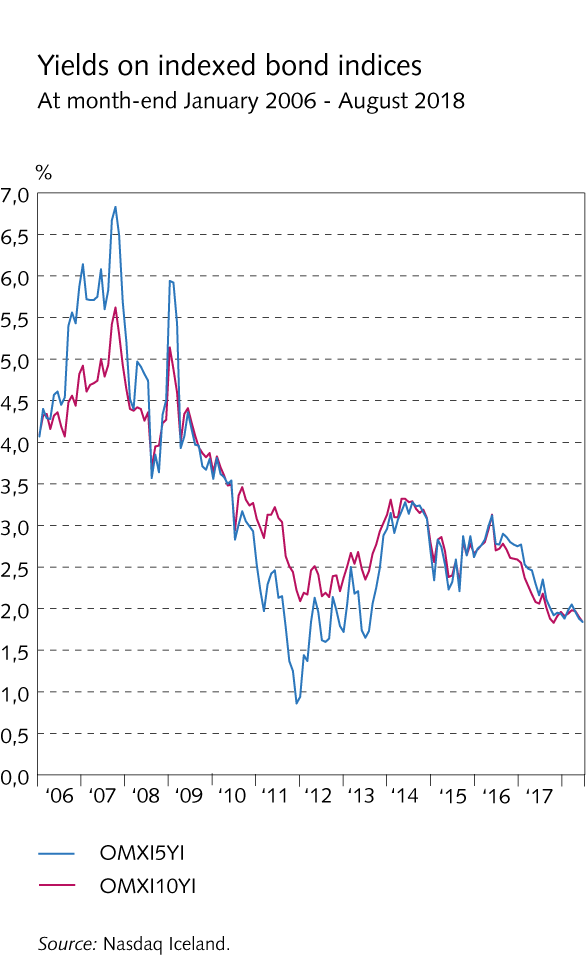 Yields on indexed bond indices
At month-end January 2006 - August 2018
%
7,0
6,5
6,0
5,5
5,0
4,5
4,0
3,5
3,0
2,5
2,0
1,5
1,0
0,5
0,0
‘06 ‘07 ‘08 ‘09 ‘10 ‘11 ‘12 ‘13 ‘14 ‘15 ‘16 ‘17
OMXI5YI
OMXI10YI
Source: Nasdaq Iceland.